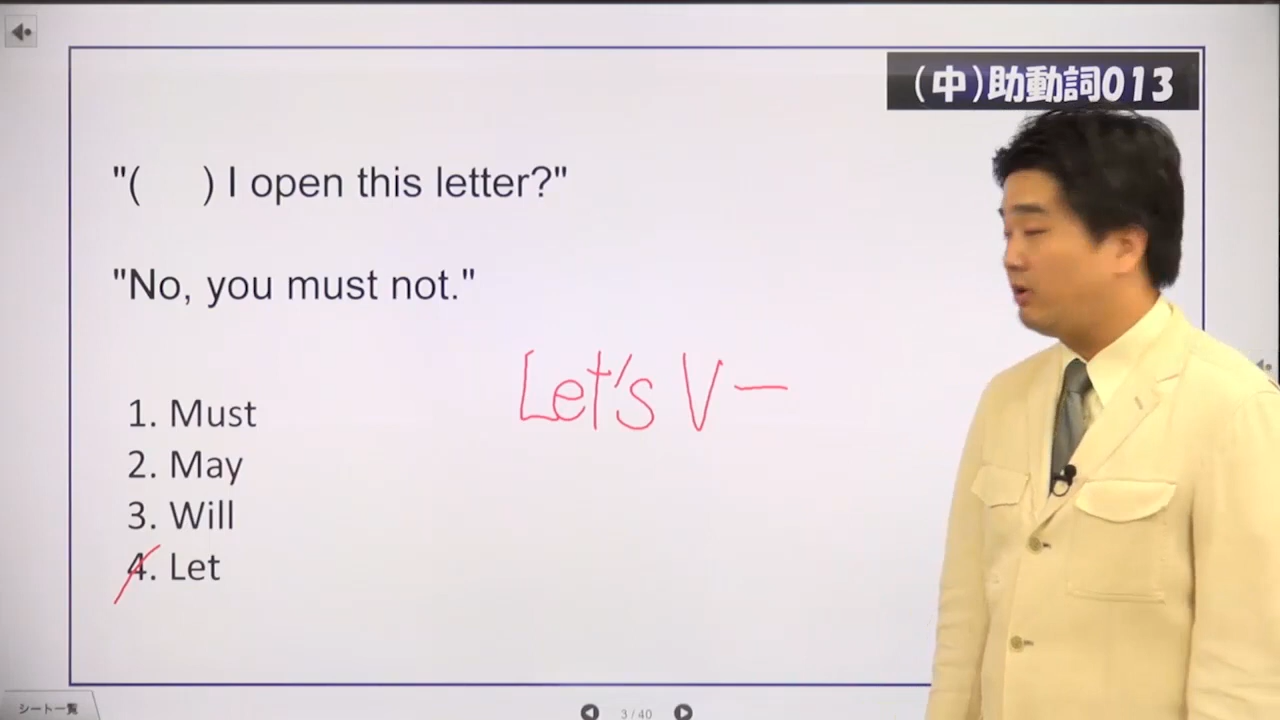 (中)助動詞013
"(     ) I open this letter?"
"No, you must not."
Let's V
1. Must
2. May
3. Will
4. Let
シート一覧
3 / 40